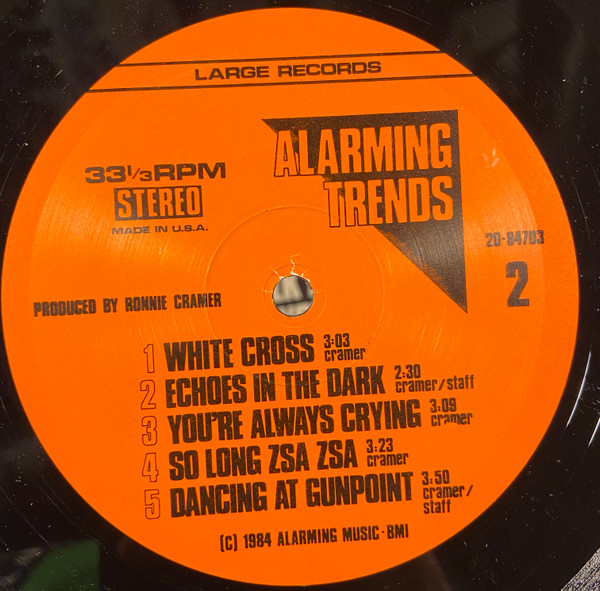 LARGE RECORDS
ALARMING
TRENDS
33 1/3 RPM
STEREO
MADE IN U.S.A.
20-84703
2
PRODUCED BY RONNIE CRAMER
1 WHITE CROSS 3:03 cramer
2 ECHOES IN THE DARK 2:30 cramer/staff
3 YOU'RE ALWAYS CRYING 3:09 cramer
4 SO LONG ZSA ZSA 3:23 cramer
5 DANCING AT GUNPOINT 3:50 cramer/
staff
(C) 1984 ALARMING MUSIC·BMI